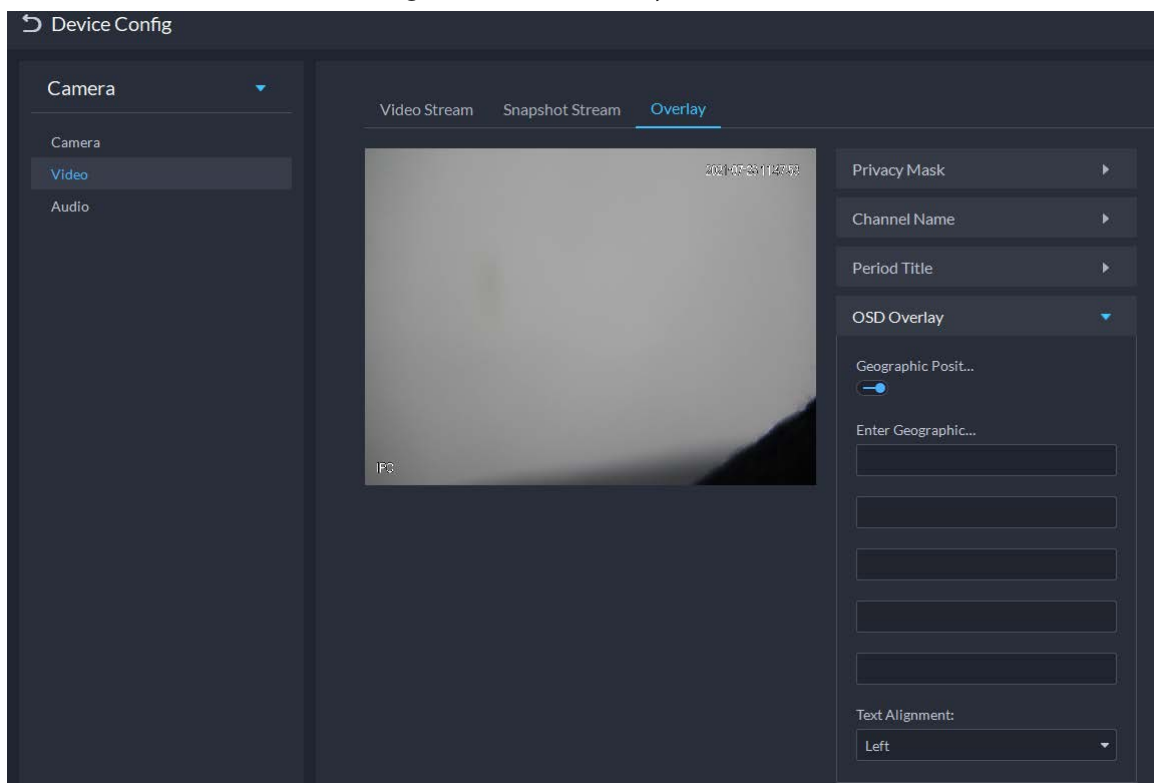 Device Config
Camera
Camera
Video
Audio
Video Stream Snapshot Stream Overlay
IPC
Privacy Mask
Channel Name
Period Title
OSD Overlay
Geographic Posit...
Enter Geographic...
Text Alignment:
Left